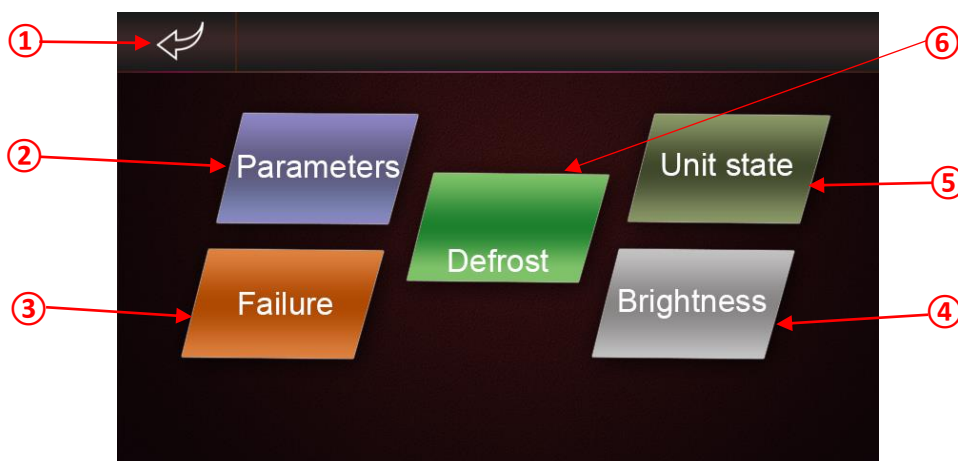 ①
⑥
②
Parameters
Unit state
⑤
Defrost
③
Failure
Brightness
④